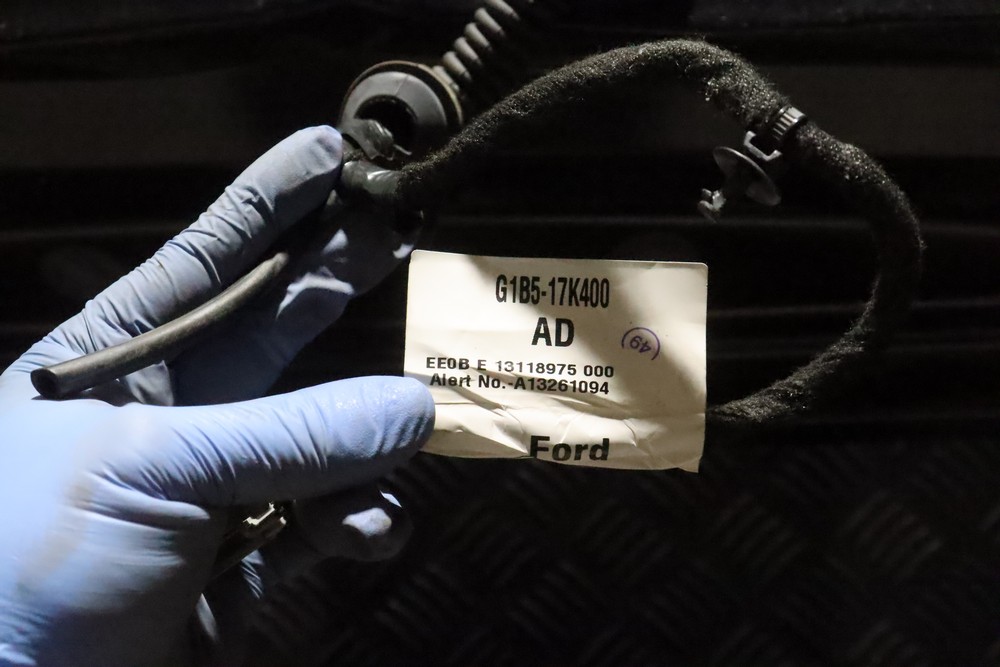 G1B5-17K400
AD
(49)
EE0B E 13118975 000
Alert No.-A13261094
Ford